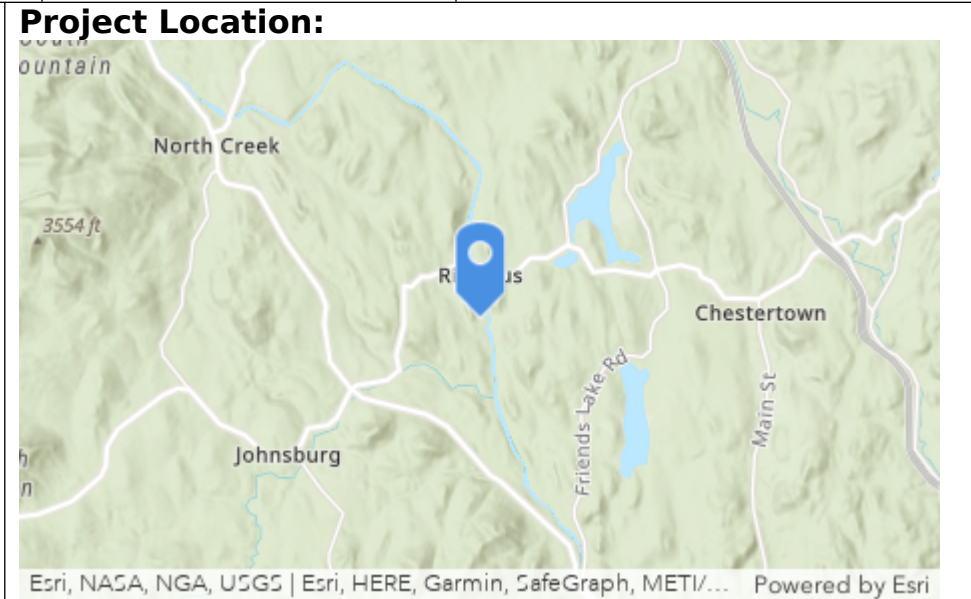 Project Location:
ountain
North Creek
3554 ft
Chestertown
Friends Lake Rd
Main St
Johnsburg
h
n
Esri, NASA, NGA, USGS | Esri, HERE, Garmin, SafeGraph, METI/...
Powered by Esri